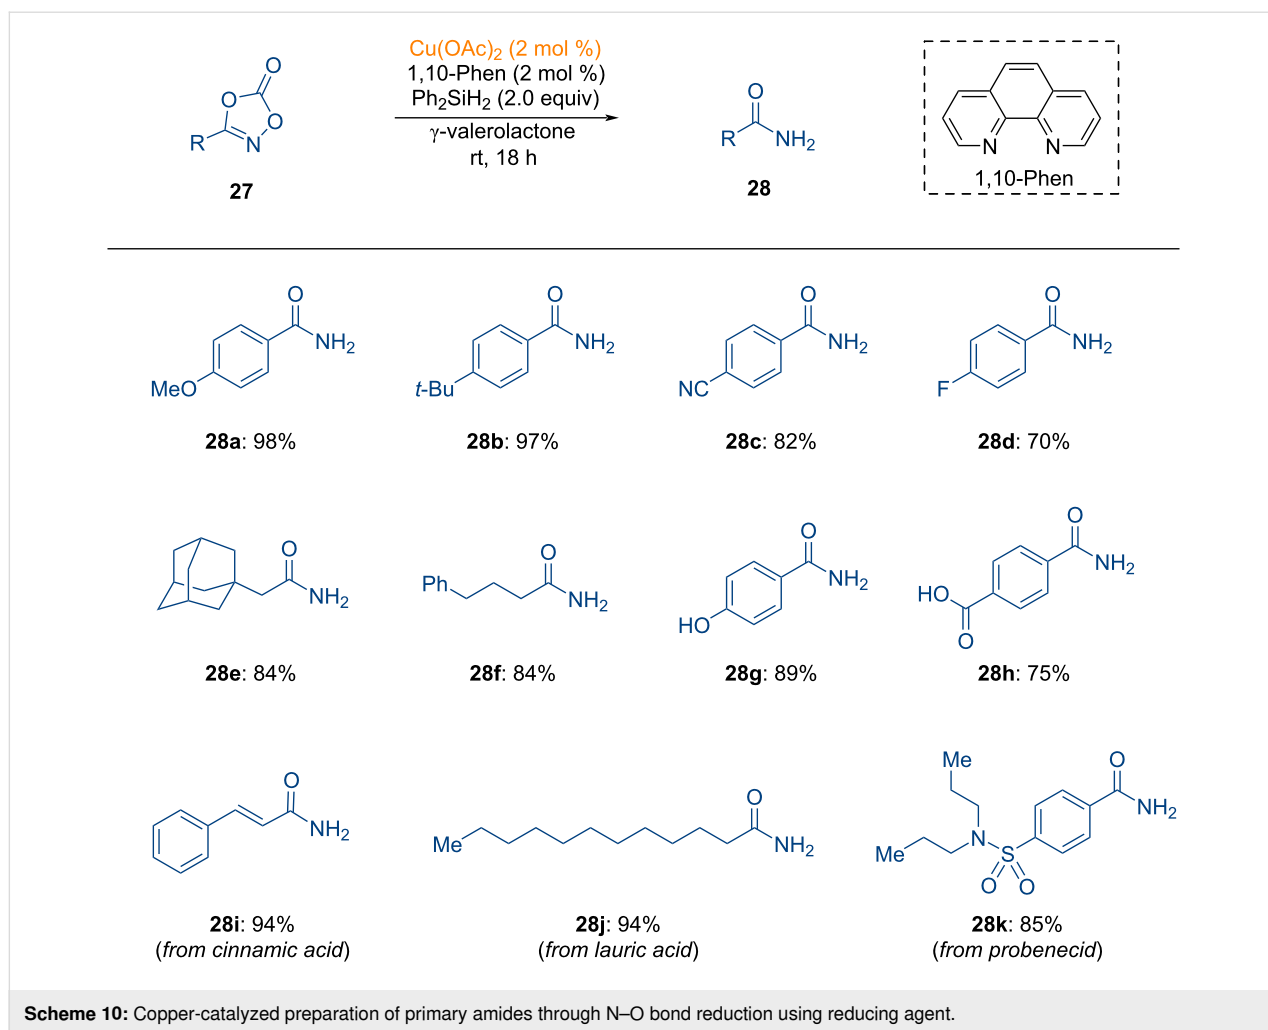 O
O
O
N
R
27
Cu(OAc)2 (2 mol %)
1,10-Phen (2 mol %)
Ph2SiH2 (2.0 equiv)
γ-valerolactone
rt, 18 h
O
R
NH2
28
N
N
1,10-Phen
O
NH2
MeO
28a: 98%
O
NH2
t-Bu
28b: 97%
O
NH2
NC
28c: 82%
O
NH2
F
28d: 70%
O
NH2
28e: 84%
Ph
O
NH2
28f: 84%
O
NH2
HO
28g: 89%
O
NH2
HO
O
28h: 75%
O
NH2
28i: 94%
(from cinnamic acid)
Me
O
NH2
28j: 94%
(from lauric acid)
Me
Me
N
S
O
O
O
NH2
28k: 85%
(from probenecid)
Scheme 10: Copper-catalyzed preparation of primary amides through N–O bond reduction using reducing agent.